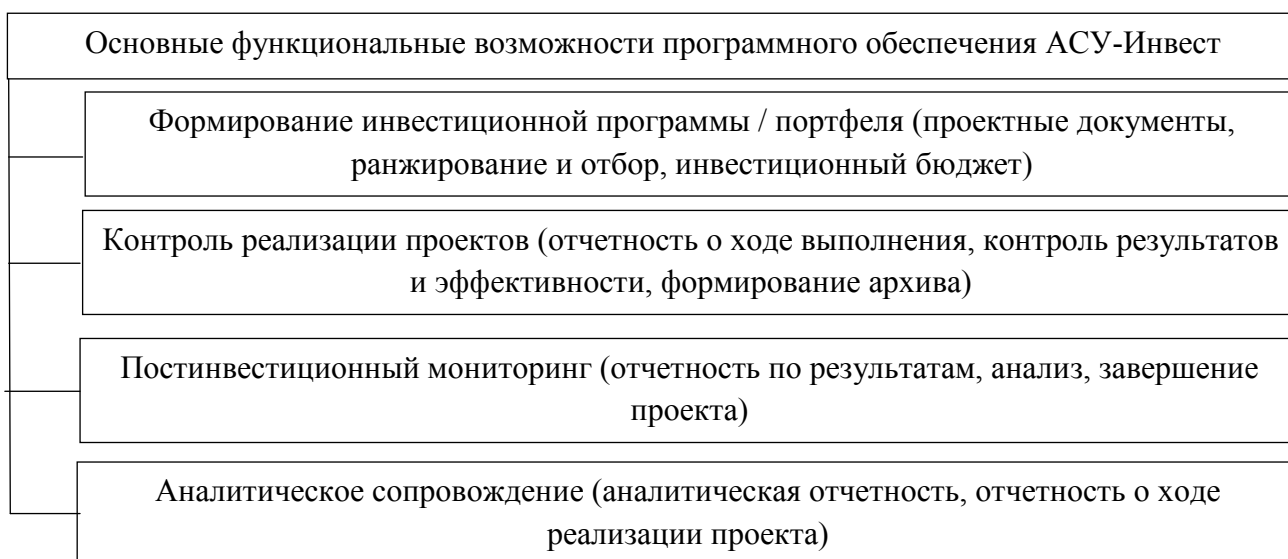 Основные функциональные возможности программного обеспечения АСУ-Инвест
Формирование инвестиционной программы / портфеля (проектные документы,
ранжирование и отбор, инвестиционный бюджет)
Контроль реализации проектов (отчетность о ходе выполнения, контроль результатов
и эффективности, формирование архива)
Постинвестиционный мониторинг (отчетность по результатам, анализ, завершение
проекта)
Аналитическое сопровождение (аналитическая отчетность, отчетность о ходе
реализации проекта)